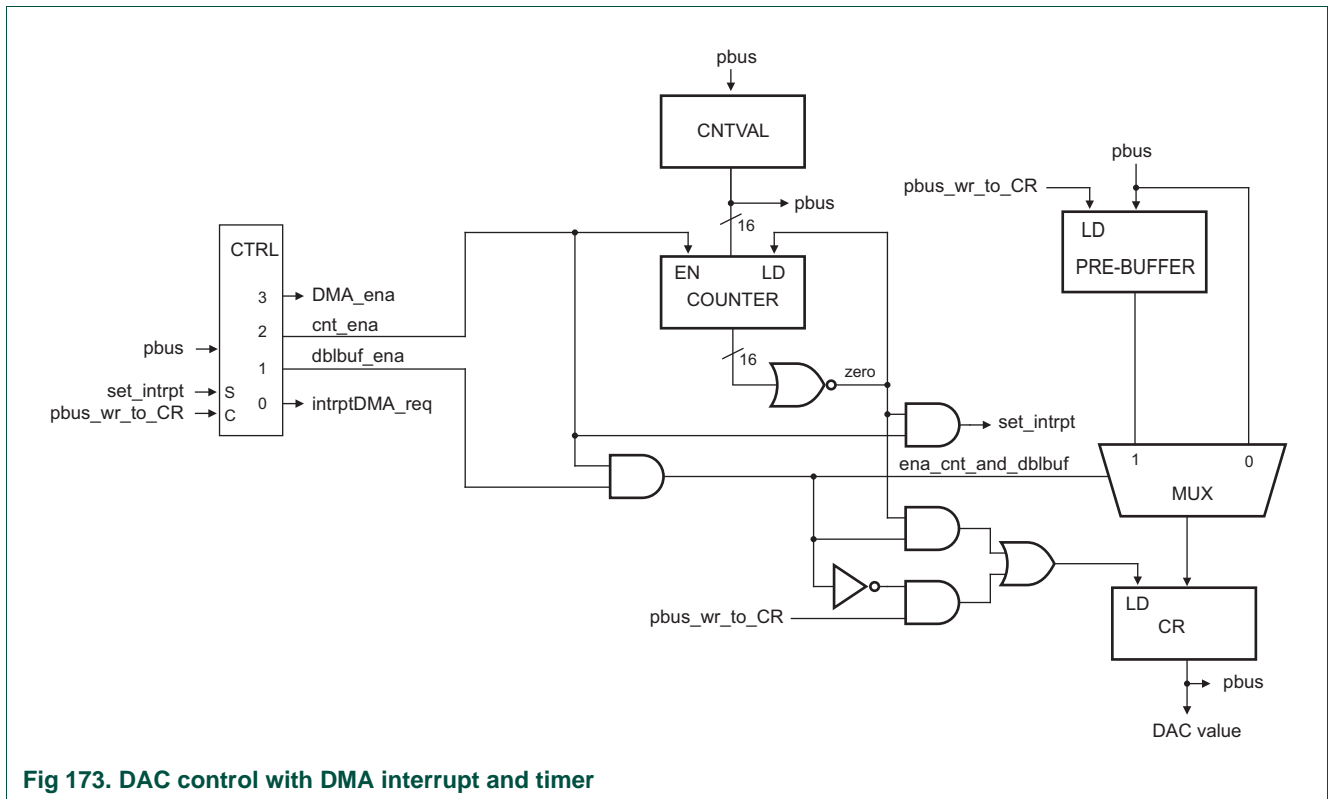 pbus
CNTVAL
pbus
pbus_wr_to_CR
pbus
16
LD
PRE-BUFFER
CTRL
EN LD
COUNTER
3 DMA_ena
2 cnt_ena
pbus
1 dblbuf_ena
16
zero
set_intrpt S
0 intrptDMA_req
pbus_wr_to_CR C
set_intrpt
ena_cnt_and_dblbuf
1 0
MUX
LD
CR
pbus_wr_to_CR
pbus
DAC value
Fig 173. DAC control with DMA interrupt and timer